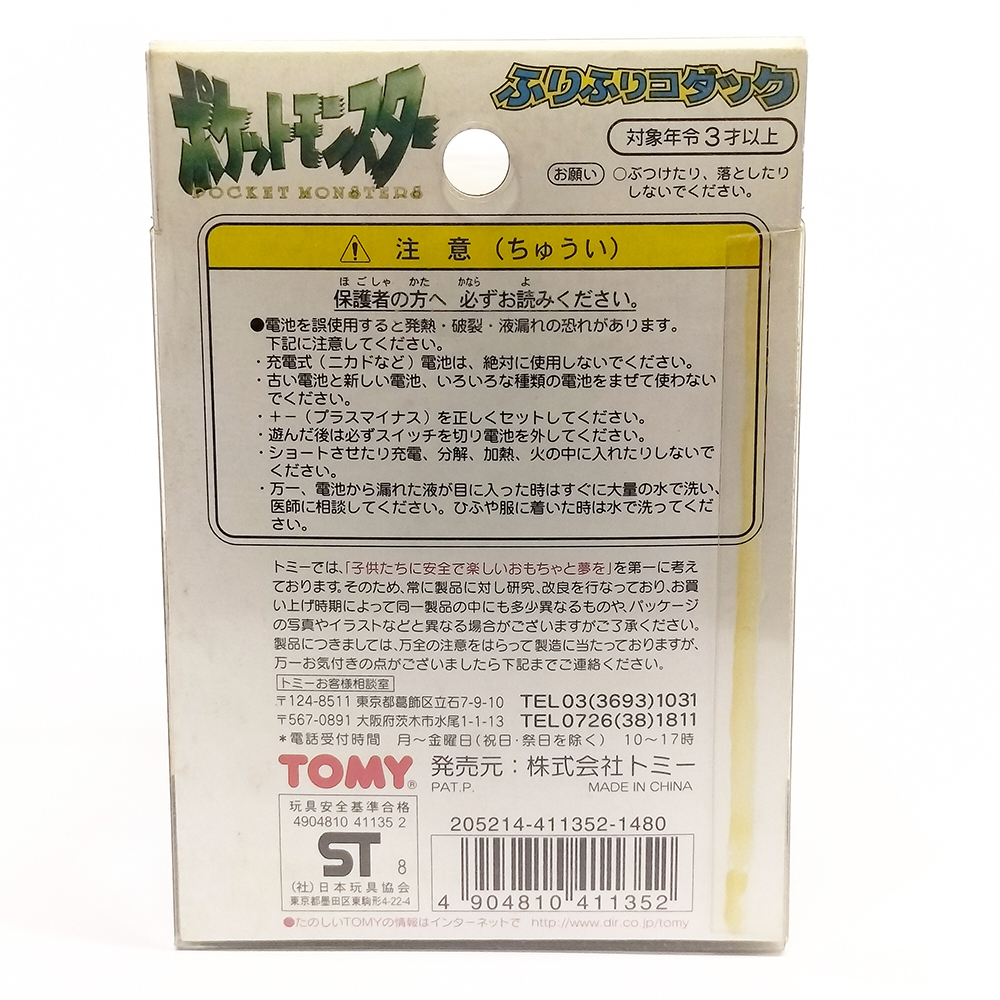 ポケットモンスター
POCKET MONSTERS
ふりふりコダック
対象年令3才以上
お願い ○ぶつけたり、落としたり
しないでください。
注意(ちゅうい)
ほごしゃ かた かなら よ
保護者の方へ 必ずお読みください。
●電池を誤使用すると発熱・破裂・液漏れの恐れがあります。
下記に注意してください。
・充電式(ニカドなど)電池は、絶対に使用しないでください。
・古い電池と新しい電池、いろいろな種類の電池をまぜて使わない
でください。
・+-(プラスマイナス)を正しくセットしてください。
・遊んだ後は必ずスイッチを切り電池を外してください。
・ショートさせたり充電、分解、加熱、火の中に入れたりしないで
ください。
・万一、電池から漏れた液が目に入った時はすぐに大量の水で洗い、
医師に相談してください。ひふや服に着いた時は水で洗ってくだ
さい。
トミーでは、「子供たちに安全で楽しいおもちゃと夢を」を第一に考え
ております。そのため、常に製品に対し研究、改良を行なっており、お買
い上げ時期によって同一製品の中にも多少異なるものや、パッケージ
の写真やイラストなどと異なる場合がございますがご了承ください。
製品につきましては、万全の注意をはらって製造に当たっておりますが、
万一お気付きの点がございましたら下記までご連絡ください。
トミーお客様相談室
〒124-8511 東京都葛飾区立石7-9-10 TEL03(3693)1031
〒567-0891 大阪府茨木市水尾1-1-13 TEL0726(38)1811
*電話受付時間 月~金曜日(祝日・祭日を除く) 10~17時
TOMY® 発売元:株式会社トミー
PAT.P. MADE IN CHINA
玩具安全基準合格
4904810 41135 2
ST 8
(社)日本玩具協会
東京都墨田区東駒形4-22-4
205214-411352-1480
4 904810 411352
●たのしいTOMYの情報はインターネットで http://www.dir.co.jp/tomy